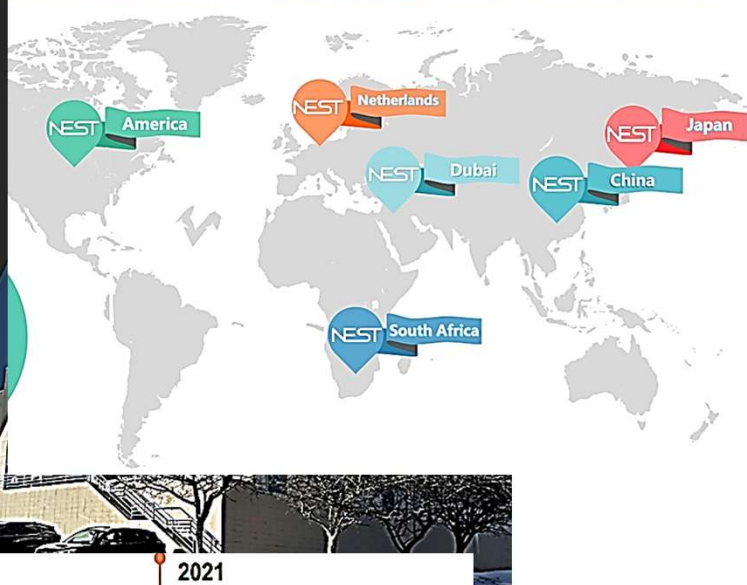 NEST America
NEST Netherlands
NEST Japan
NEST Dubai
NEST China
NEST South Africa
2021